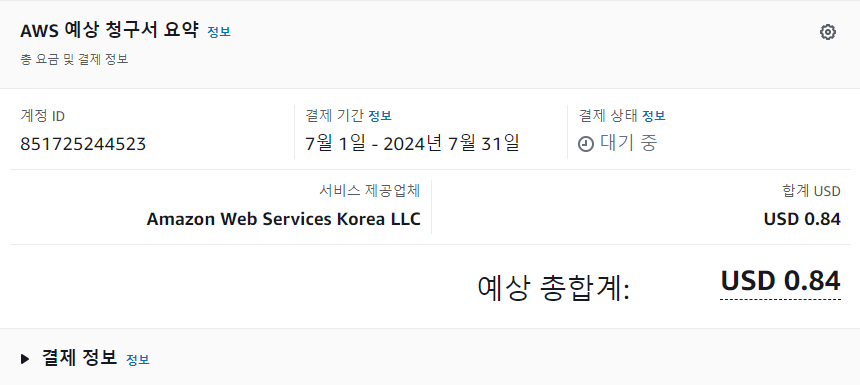 AWS 예상 청구서 요약 정보
총 요금 및 결제 정보
계정 ID
851725244523
결제 기간 정보
7월 1일 - 2024년 7월 31일
결제 상태 정보
대기 중
서비스 제공업체
Amazon Web Services Korea LLC
합계 USD
USD 0.84
예상 총합계: USD 0.84
결제 정보 정보